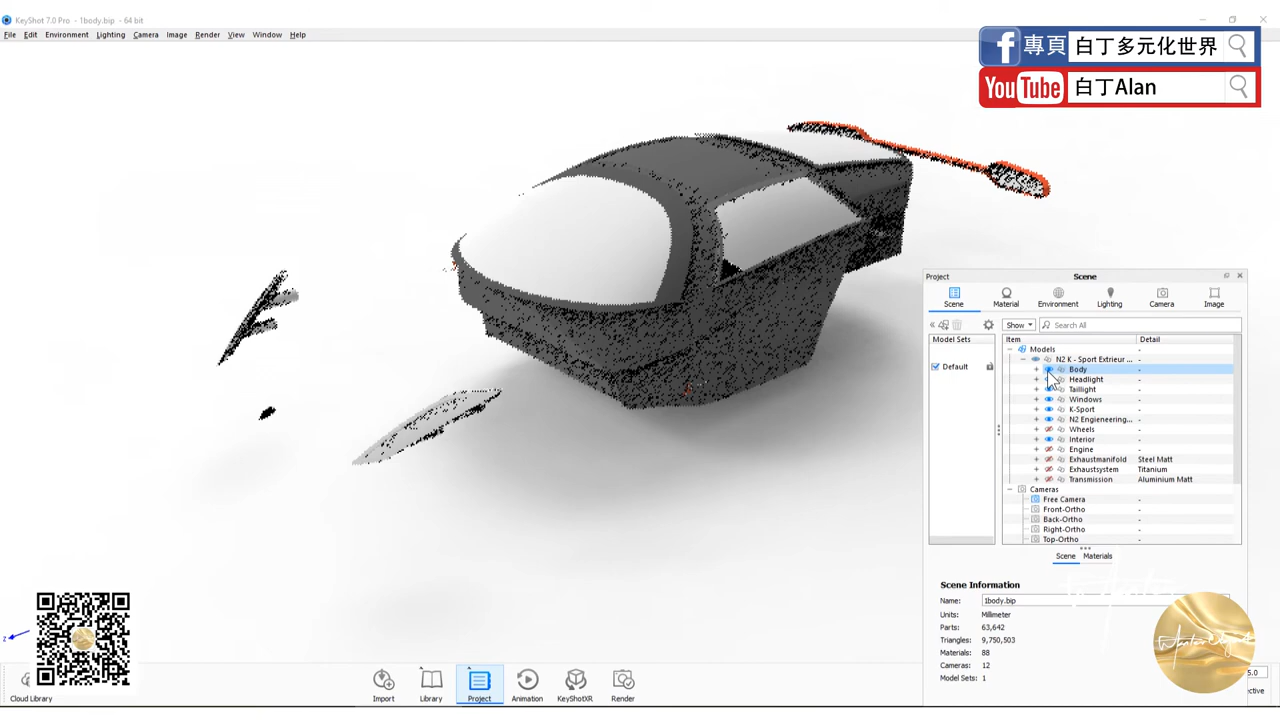 KeyShot 7.0 Pro - 1body.bip - 64 bit
File Edit Environment Lighting Camera Image Render View Window Help
f 專頁 白丁多元化世界
YouTube 白丁Alan
Project Scene
Scene Material Environment Lighting Camera Image
Show Search All
Model Sets
Default
Item Detail
Models -
N2 K - Sport Extrieur ... -
Body -
Headlight -
Taillight -
Windows -
K-Sport -
N2 Engieneering... -
Wheels -
Interior -
Engine -
Exhaustmanifold Steel Matt
Exhaustsystem Titanium
Transmission Aluminium Matt
Cameras -
Free Camera -
Front-Ortho -
Back-Ortho -
Right-Ortho -
Top-Ortho -
Scene Materials
Scene Information
Name: 1body.bip
Units: Millimeter
Parts: 63,642
Triangles: 9,750,503
Materials: 88
Cameras: 12
Model Sets: 1
5.0
z
Cloud Library
Import Library Project Animation KeyShotXR Render